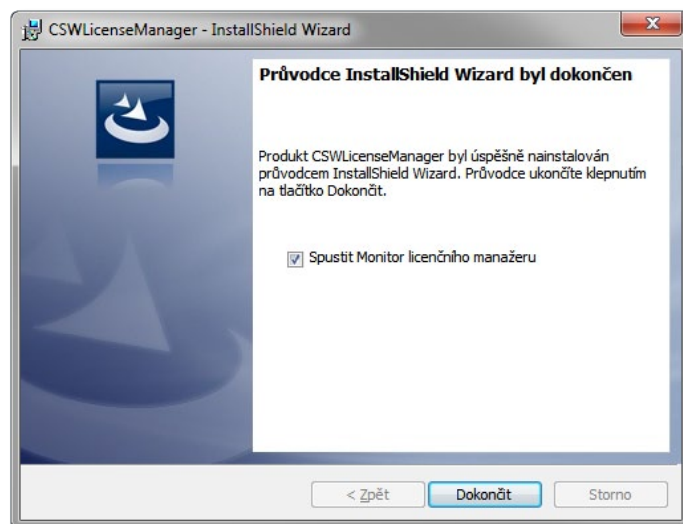 CSWLicenseManager - InstallShield Wizard
Průvodce InstallShield Wizard byl dokončen
Produkt CSWLicenseManager byl úspěšně nainstalován
průvodcem InstallShield Wizard. Průvodce ukončíte klepnutím
na tlačítko Dokončit.
Spustit Monitor licenčního manažeru
< Zpět
Dokončit
Storno